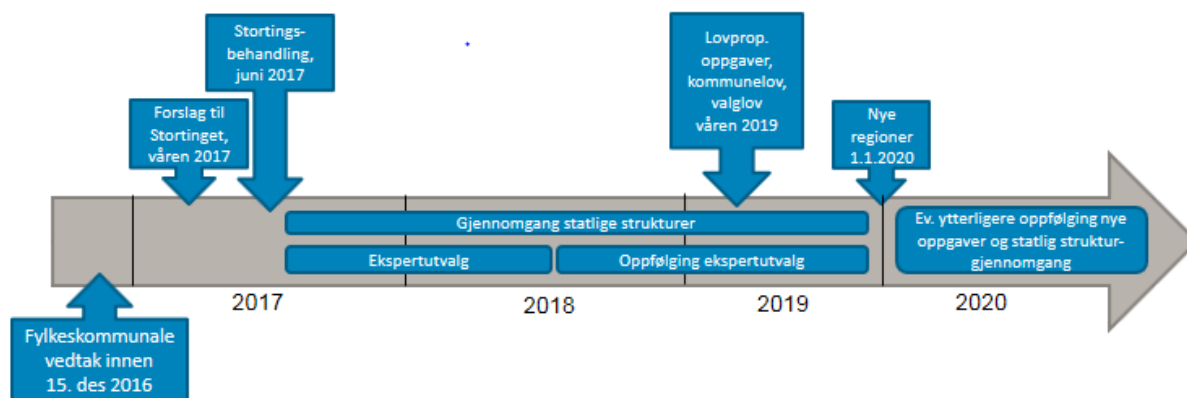 Stortings-
behandling,
juni 2017
Lovprop.
oppgaver,
kommunelov,
valglov
våren 2019
Forslag til
Stortinget,
våren 2017
Nye
regioner
1.1.2020
Gjennomgang statlige strukturer
Ekspertutvalg
Oppfølging ekspertutvalg
Ev. ytterligere oppfølging nye
oppgaver og statlig struktur-
gjennomgang
2017
2018
2019
2020
Fylkeskommunale
vedtak innen
15. des 2016